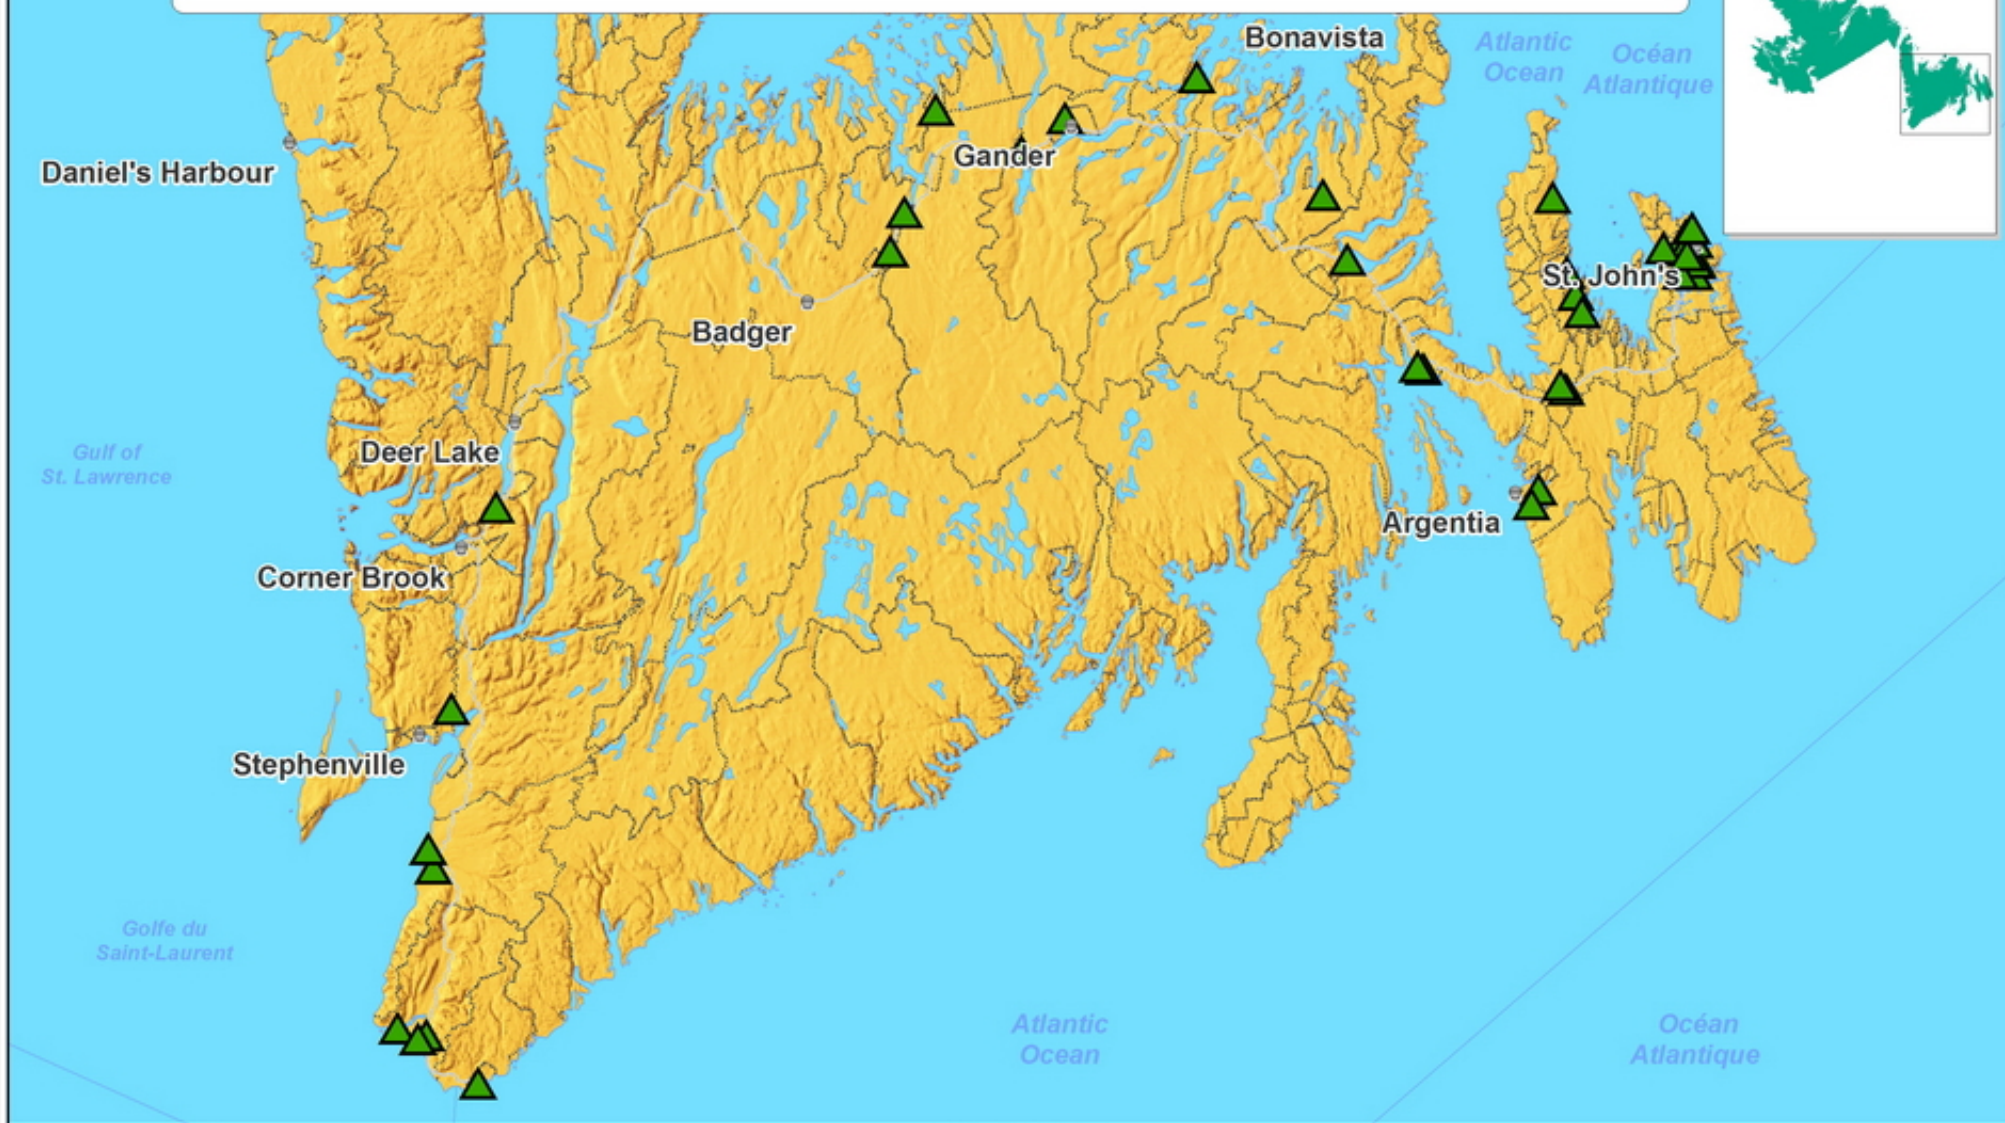 Bonavista
Atlantic
Ocean
Océan
Atlantique
Daniel's Harbour
Gander
St. John's
Badger
Deer Lake
Gulf of
St. Lawrence
Argentia
Corner Brook
Stephenville
Golfe du
Saint-Laurent
Atlantic
Ocean
Océan
Atlantique